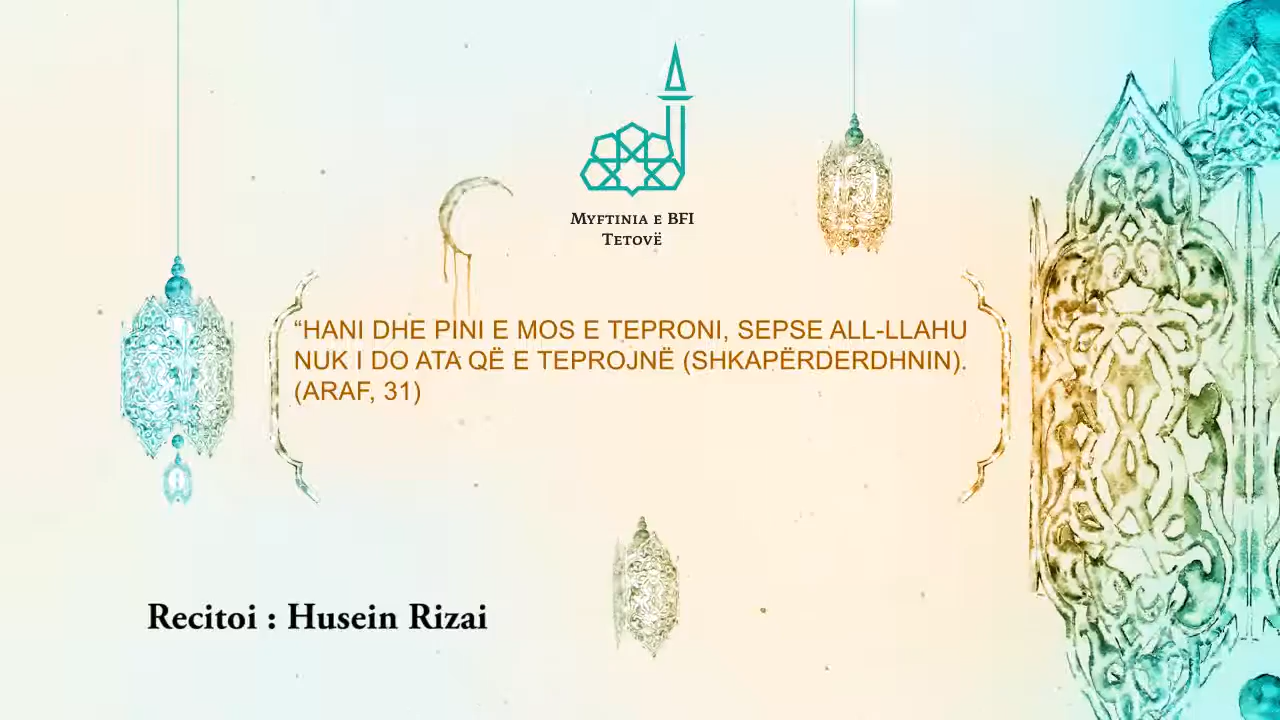 Myftinia e BFI
Tetovë
“HANI DHE PINI E MOS E TEPRONI, SEPSE ALL-LLAHU
NUK I DO ATA QË E TEPROJNË (SHKAPËRDERDHNIN).
(ARAF, 31)
Recitoi : Husein Rizai